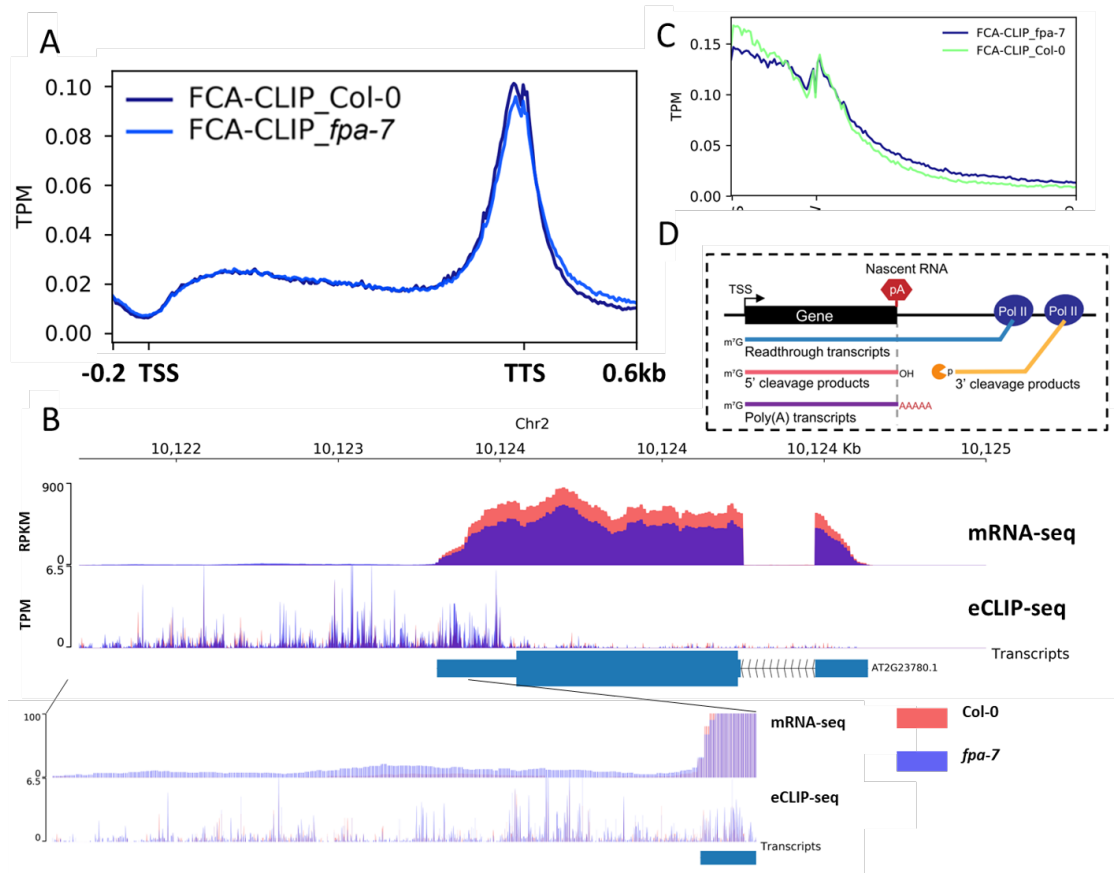 A
0.10
0.08
0.06
0.04
0.02
0.00
TPM
FCA-CLIP_Col-0
FCA-CLIP_fpa-7
-0.2 TSS TTS 0.6kb
C
0.15
0.10
0.05
0.00
TPM
FCA-CLIP_fpa-7
FCA-CLIP_Col-0
D
Nascent RNA
TSS
pA
Gene
Pol II
Pol II
m⁷G
Readthrough transcripts
m⁷G
OH
p
5' cleavage products
3' cleavage products
m⁷G
AAAAA
Poly(A) transcripts
B
Chr2
10,122 10,123 10,124 10,124 10,124 Kb 10,125
900
RPKM
0
mRNA-seq
6.5
TPM
0
eCLIP-seq
Transcripts
AT2G23780.1
100
0
mRNA-seq
6.5
0
eCLIP-seq
Transcripts
Col-0
fpa-7